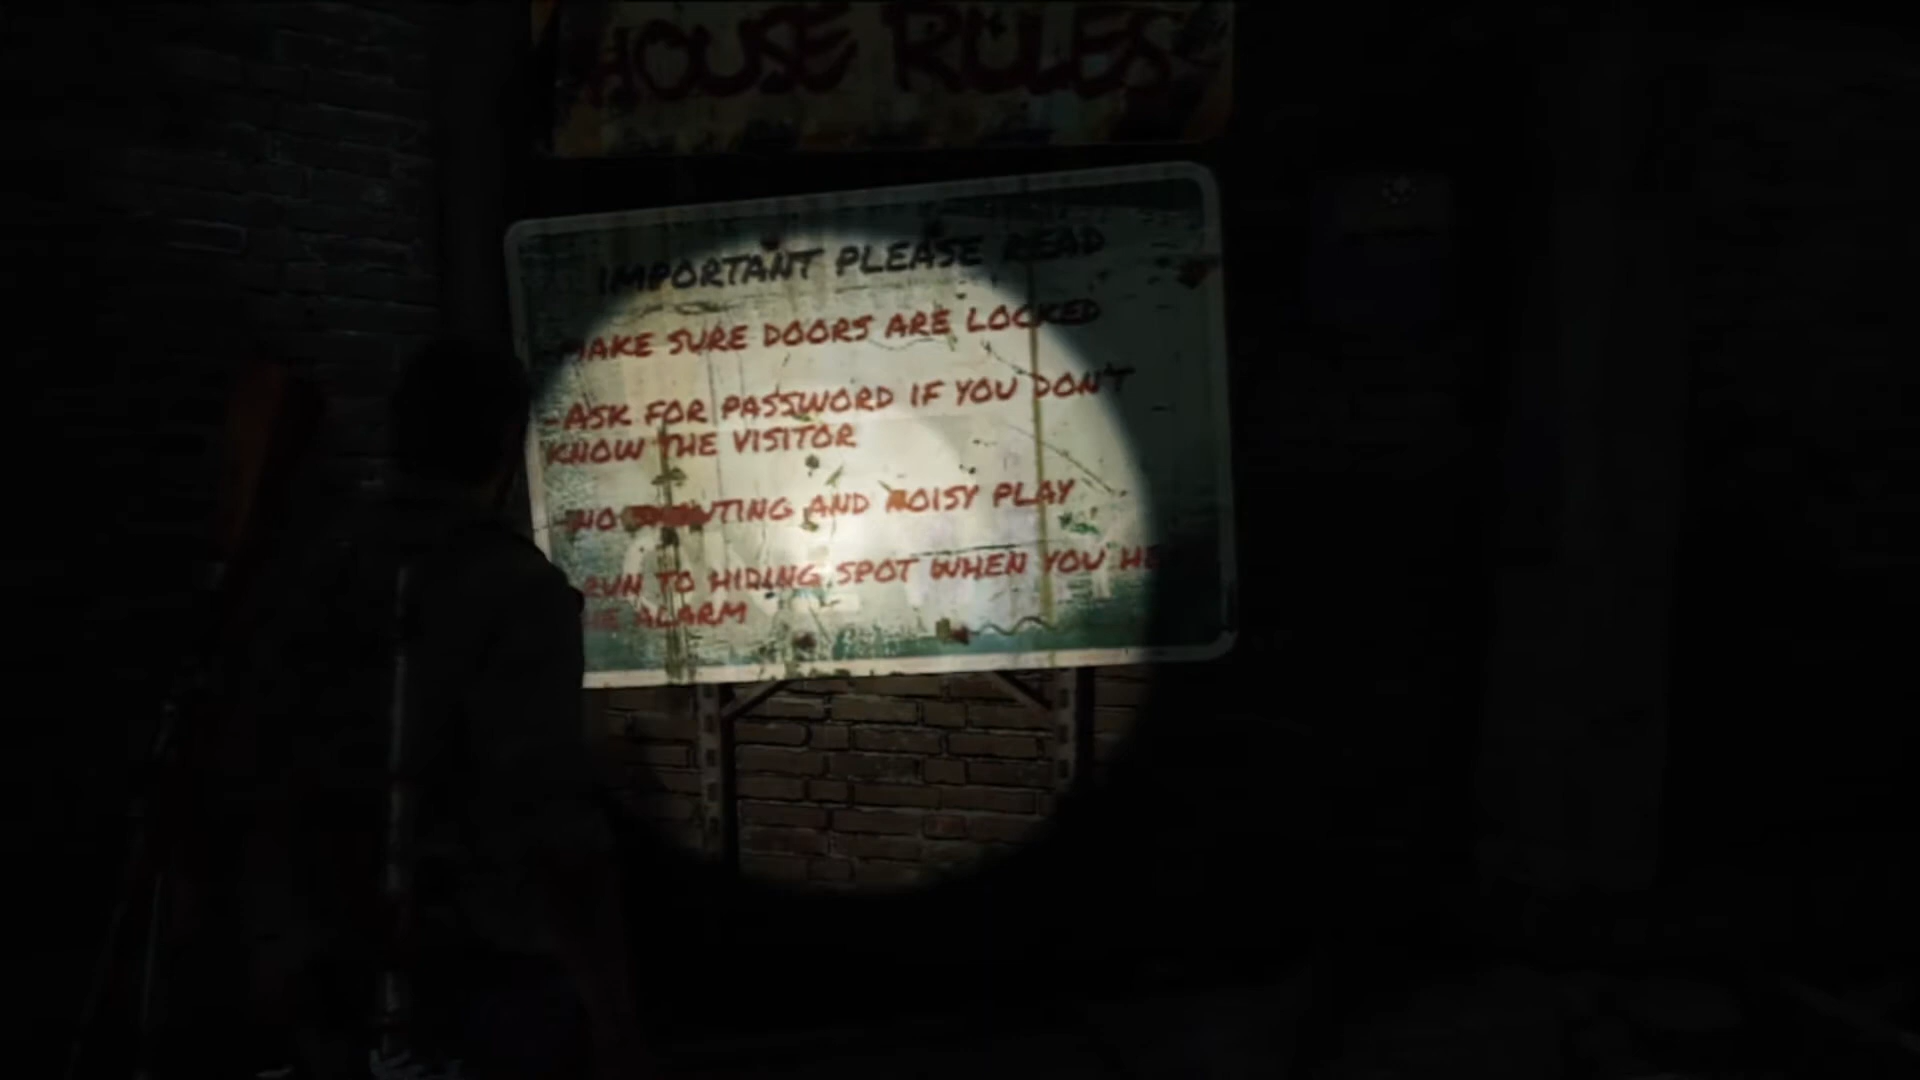 HOUSE RULES
IMPORTANT PLEASE READ
-MAKE SURE DOORS ARE LOCKED
-ASK FOR PASSWORD IF YOU DON'T
KNOW THE VISITOR
-NO SHOUTING AND NOISY PLAY
RUN TO HIDING SPOT WHEN YOU
ALARM